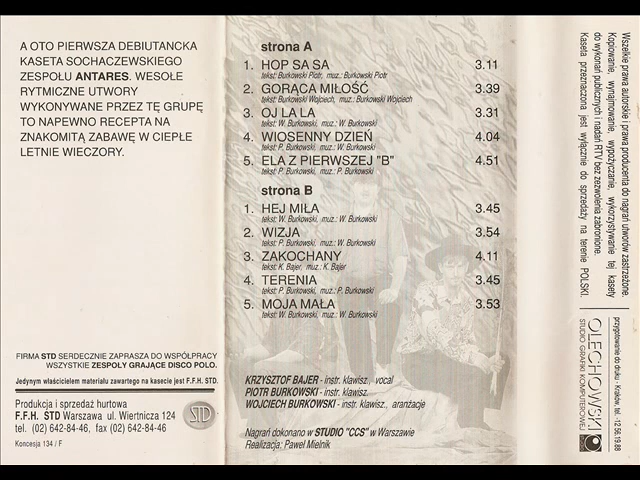 A OTO PIERWSZA DEBIUTANCKA
KASETA SOCHACZEWSKIEGO
ZESPOŁU ANTARES. WESOŁE
RYTMICZNE UTWORY
WYKONYWANE PRZEZ TĘ GRUPĘ
TO NAPEWNO RECEPTA NA
ZNAKOMITĄ ZABAWĘ W CIEPŁE
LETNIE WIECZORY.
FIRMA STD SERDECZNIE ZAPRASZA DO WSPÓŁPRACY
WSZYSTKIE ZESPOŁY GRAJĄCE DISCO POLO.
Jedynym właścicielem materiału zawartego na kasecie jest F.F.H. STD.
Produkcja i sprzedaż hurtowa
F.F.H. STD Warszawa ul. Wiertnicza 124
tel. (02) 642-84-46, fax (02) 642-84-46
Koncesja 134 / F
STD
strona A
1. HOP SA SA 3.11
tekst: Burkowski Piotr, muz.: Burkowski Piotr
2. GORĄCA MIŁOŚĆ 3.39
tekst: Burkowski Wojciech, muz.: Burkowski Wojciech
3. OJ LA LA 3.31
tekst: W. Burkowski, muz.: W. Burkowski
4. WIOSENNY DZIEŃ 4.04
tekst: P. Burkowski, muz.: W. Burkowski
5. ELA Z PIERWSZEJ "B" 4.51
tekst: P. Burkowski, muz.: P. Burkowski
strona B
1. HEJ MIŁA 3.45
tekst: W. Burkowski, muz.: W. Burkowski
2. WIZJA 3.54
tekst: P. Burkowski, muz.: W. Burkowski
3. ZAKOCHANY 4.11
tekst: K. Bajer, muz.: K. Bajer
4. TERENIA 3.45
tekst: P. Burkowski, muz.: P. Burkowski
5. MOJA MAŁA 3.53
tekst: W. Burkowski, muz.: W. Burkowski
KRZYSZTOF BAJER - instr. klawisz., vocal
PIOTR BURKOWSKI - instr. klawisz.
WOJCIECH BURKOWSKI - instr. klawisz., aranżacje
Nagrań dokonano w STUDIO "CCS" w Warszawie
Realizacja: Paweł Mielnik
Wszelkie prawa autorskie i prawa producenta do nagrań utworów zastrzeżone.
Kopiowanie, wynajmowanie, wypożyczanie, wykorzystywanie tej kasety
do wykonań publicznych i nadań RTV bez zezwolenia zabronione.
Kaseta przeznaczona jest wyłącznie do sprzedaży na terenie POLSKI.
przygotowanie do druku - Kraków, tel. -12 56.19.88
OLECHOWSKI
STUDIO GRAFIKI KOMPUTEROWEJ